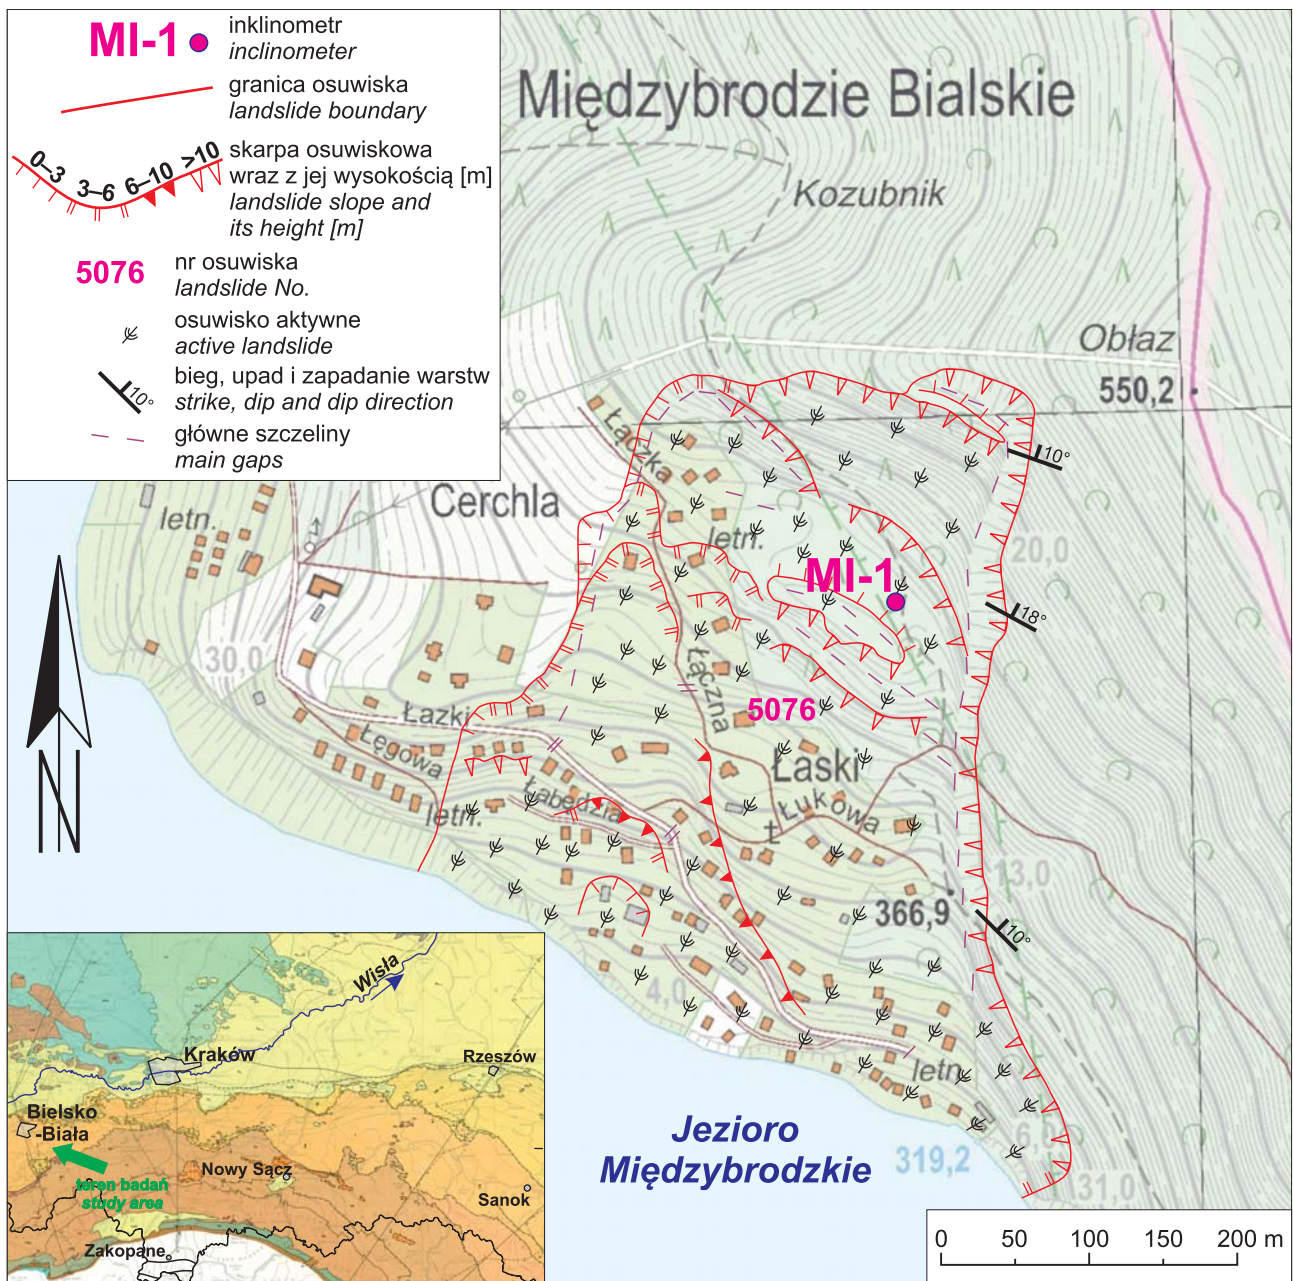 MI-1
inklinometr
inclinometer
granica osuwiska
landslide boundary
0–3
3–6
6–10
>10
skarpa osuwiskowa
wraz z jej wysokością [m]
landslide slope and
its height [m]
5076
nr osuwiska
landslide No.
osuwisko aktywne
active landslide
10°
bieg, upad i zapadanie warstw
strike, dip and dip direction
główne szczeliny
main gaps
Międzybrodzie Bialskie
Kozubnik
Obłaz
550,2
Łączka
10°
Cerchla
letn.
letn.
20,0
MI-1
18°
30,0
Łączna
5076
Łazki
Łęgowa
Łaski
Łabędzia
Łukowa
letn.
13,0
366,9
10°
4,0
letn.
6,9
31,0
319,2
Jezioro
Międzybrodzkie
N
Wisła
Kraków
Rzeszów
Bielsko
-Biała
teren badań
study area
Nowy Sącz
Sanok
Zakopane
0 50 100 150 200 m